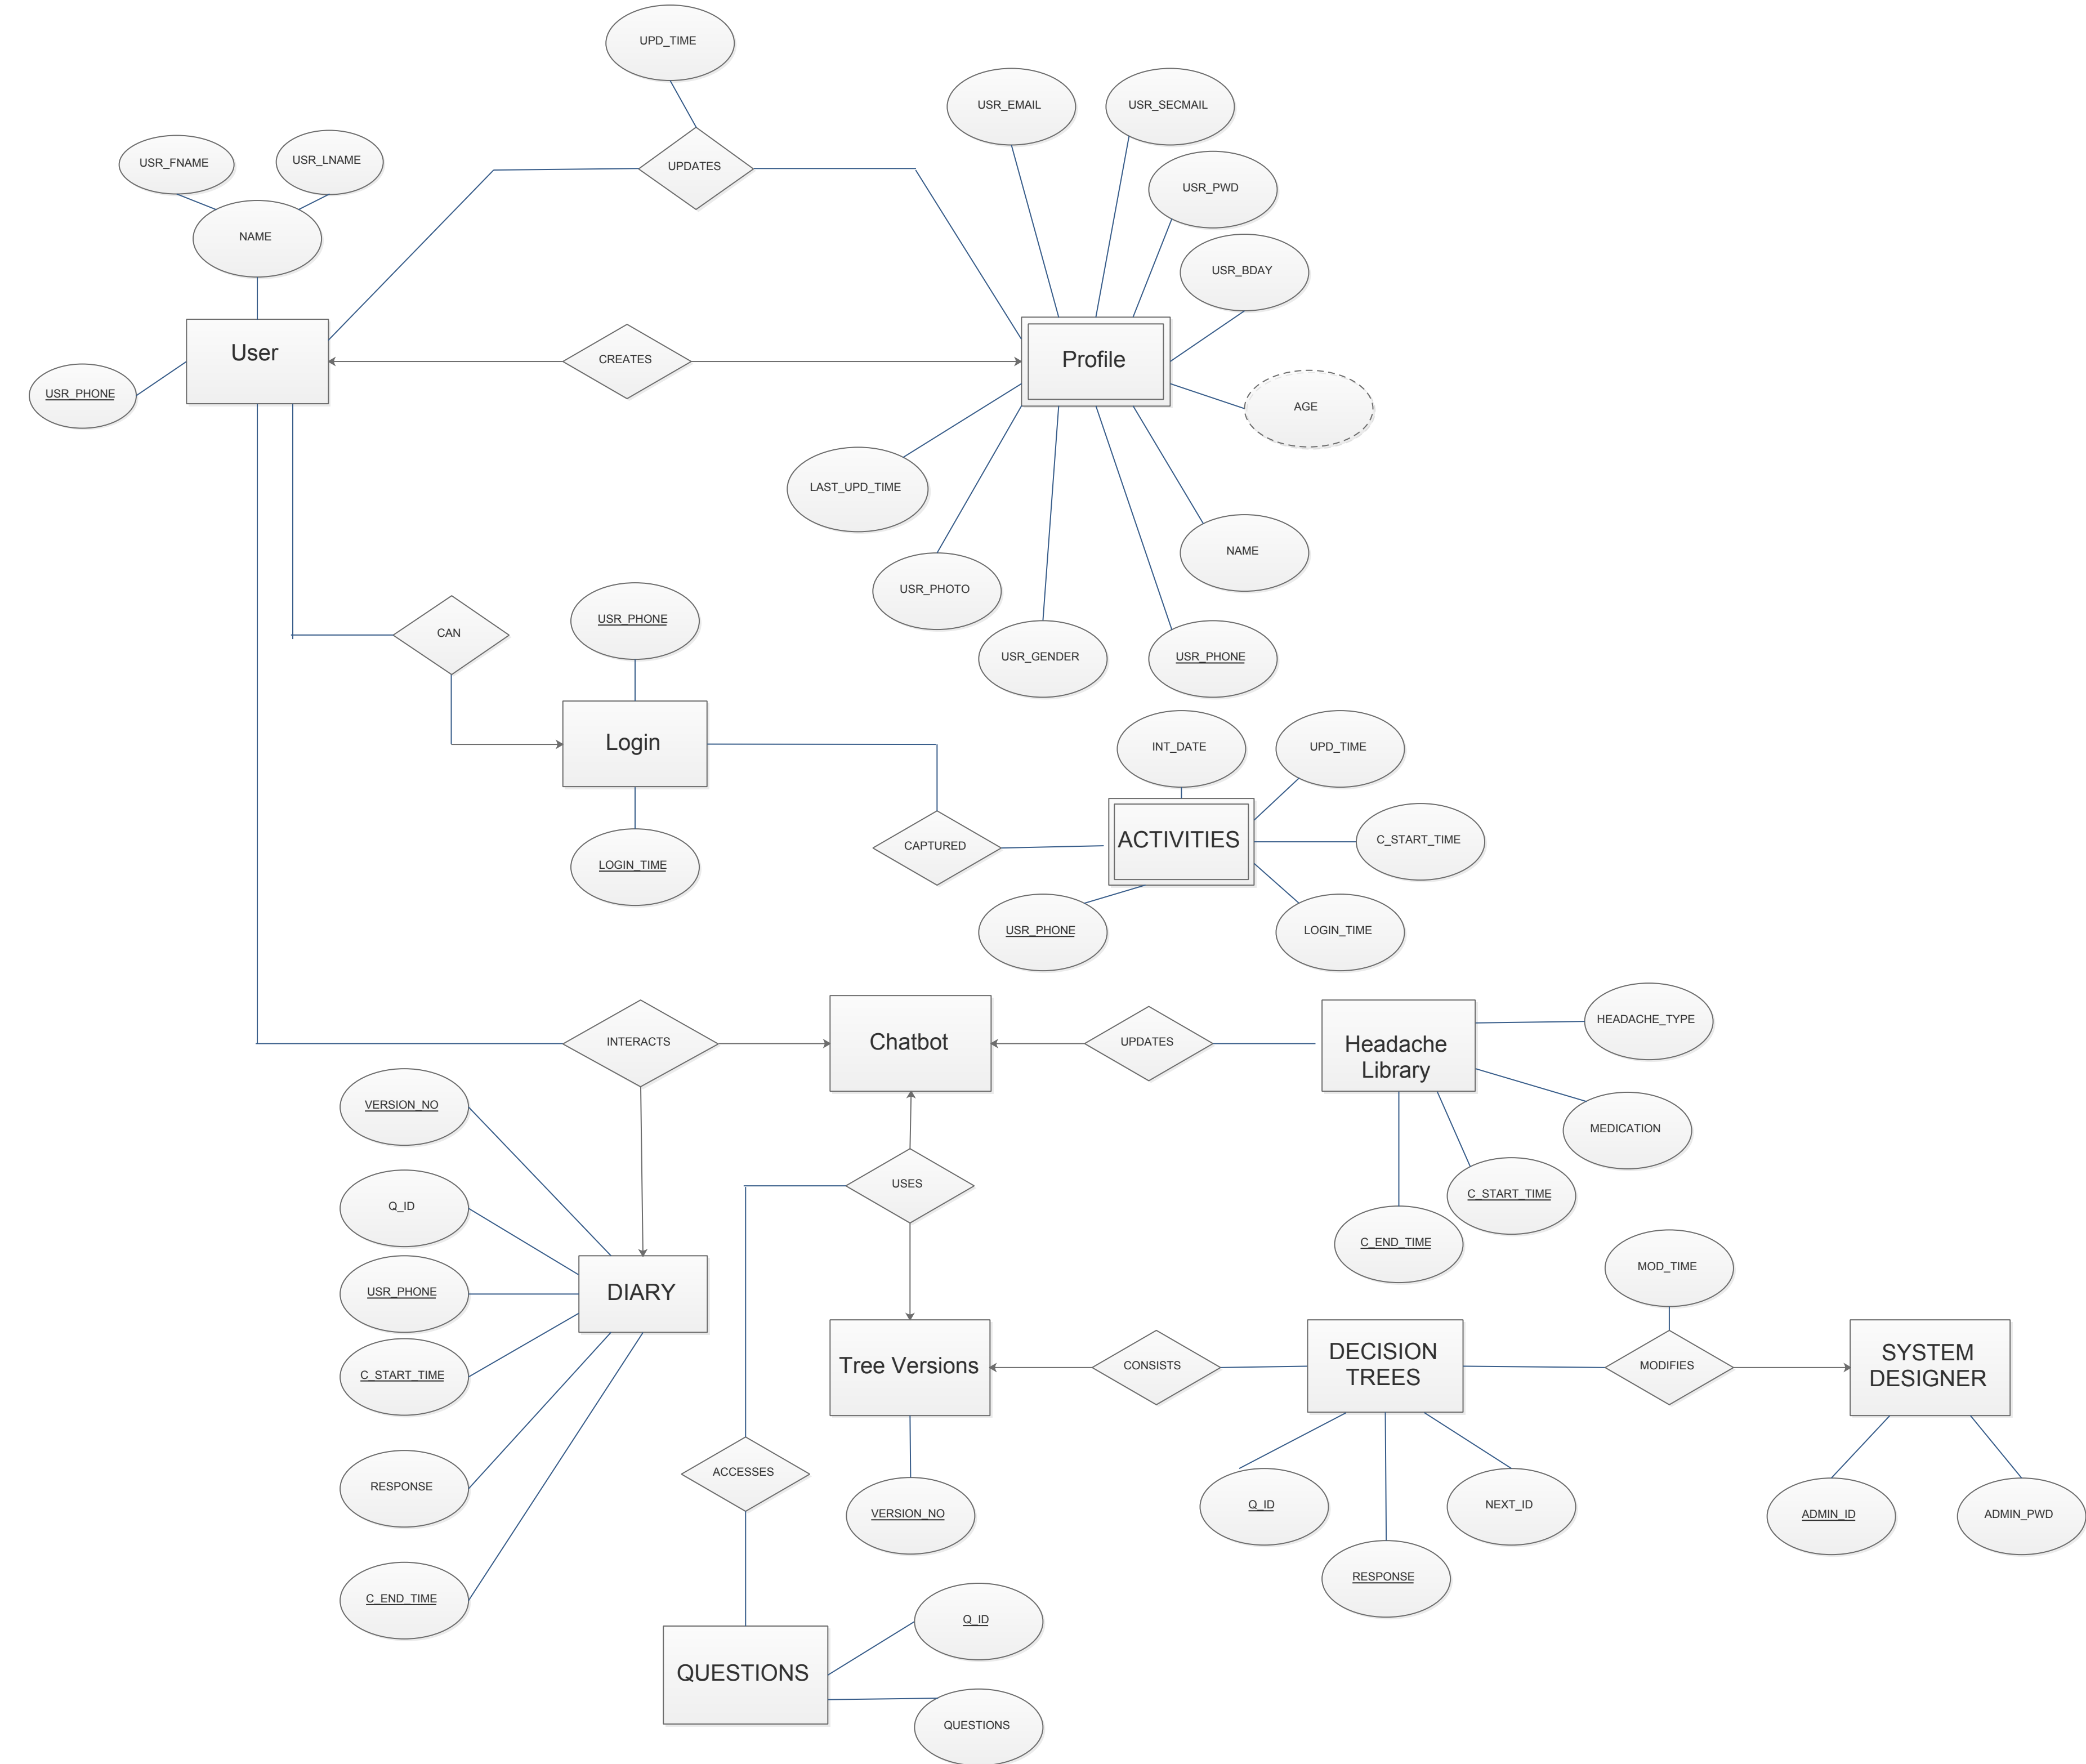 UPD_TIME
USR_EMAIL
USR_SECMAIL
USR_FNAME
USR_LNAME
UPDATES
USR_PWD
NAME
USR_BDAY
User
CREATES
Profile
USR_PHONE
AGE
LAST_UPD_TIME
NAME
USR_PHOTO
CAN
USR_PHONE
USR_GENDER
USR_PHONE
Login
INT_DATE
UPD_TIME
CAPTURED
ACTIVITIES
C_START_TIME
LOGIN_TIME
USR_PHONE
LOGIN_TIME
INTERACTS
Chatbot
UPDATES
Headache
Library
HEADACHE_TYPE
VERSION_NO
MEDICATION
Q_ID
USES
C_START_TIME
C_END_TIME
USR_PHONE
DIARY
MOD_TIME
C_START_TIME
Tree Versions
CONSISTS
DECISION
TREES
MODIFIES
SYSTEM
DESIGNER
RESPONSE
ACCESSES
VERSION_NO
Q_ID
NEXT_ID
ADMIN_ID
ADMIN_PWD
RESPONSE
C_END_TIME
Q_ID
QUESTIONS
QUESTIONS